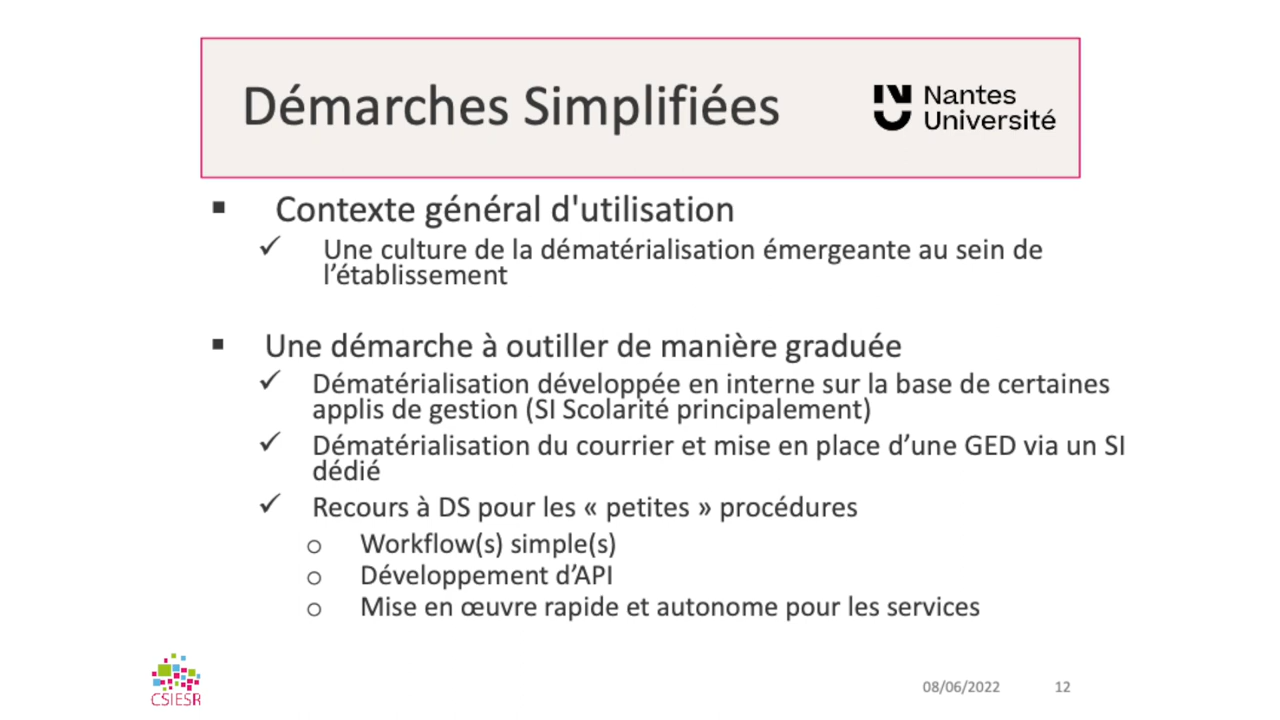 Démarches Simplifiées
Nantes
Université
▪ Contexte général d'utilisation
✓ Une culture de la dématérialisation émergeante au sein de
l’établissement
▪ Une démarche à outiller de manière graduée
✓ Dématérialisation développée en interne sur la base de certaines
applis de gestion (SI Scolarité principalement)
✓ Dématérialisation du courrier et mise en place d’une GED via un SI
dédié
✓ Recours à DS pour les « petites » procédures
o Workflow(s) simple(s)
o Développement d’API
o Mise en œuvre rapide et autonome pour les services
CSIESR
08/06/2022 12